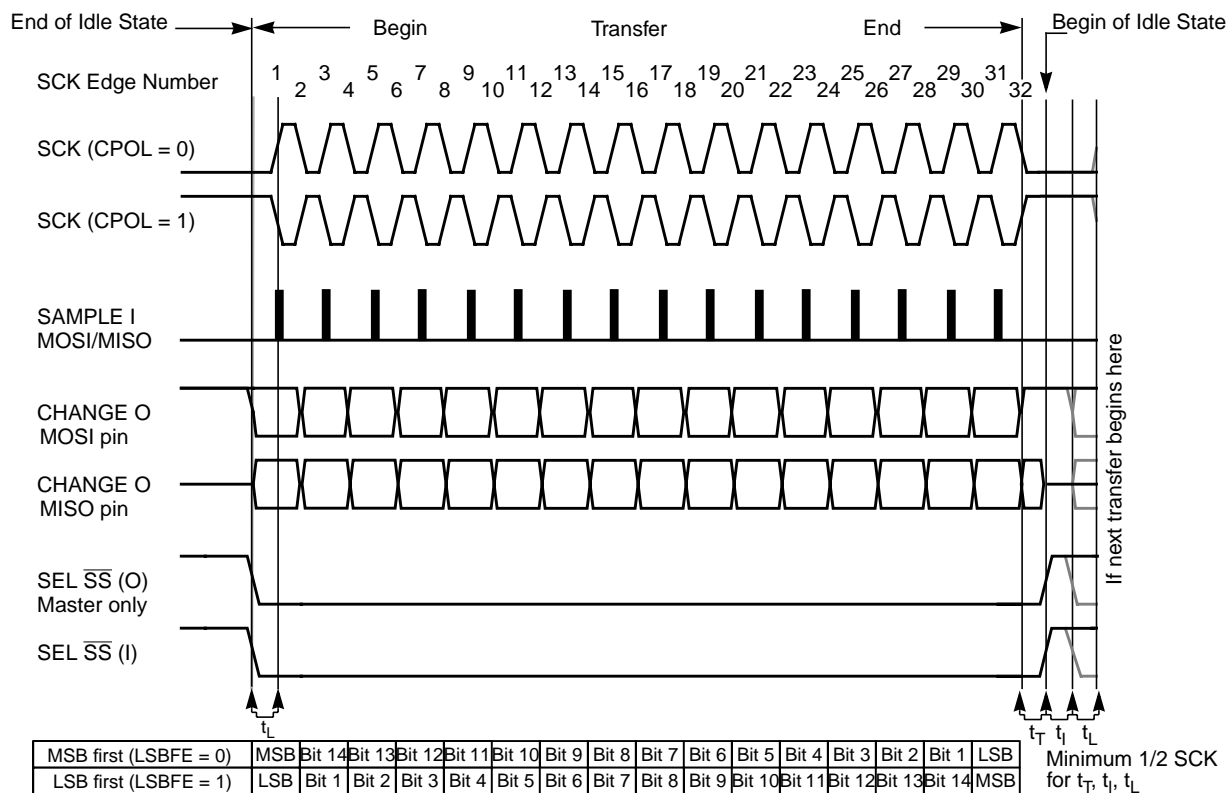 End of Idle State
Begin
Transfer
End
Begin of Idle State
SCK Edge Number
1 3 5 7 9 11 13 15 17 19 21 23 25 27 29 31
2 4 6 8 10 12 14 16 18 20 22 24 26 28 30 32
SCK (CPOL = 0)
SCK (CPOL = 1)
SAMPLE I
MOSI/MISO
CHANGE O
MOSI pin
CHANGE O
MISO pin
SEL SS (O)
Master only
SEL SS (I)
If next transfer begins here
tL
tT tI tL
MSB first (LSBFE = 0) MSB Bit 14 Bit 13 Bit 12 Bit 11 Bit 10 Bit 9 Bit 8 Bit 7 Bit 6 Bit 5 Bit 4 Bit 3 Bit 2 Bit 1 LSB
LSB first (LSBFE = 1) LSB Bit 1 Bit 2 Bit 3 Bit 4 Bit 5 Bit 6 Bit 7 Bit 8 Bit 9 Bit 10 Bit 11 Bit 12 Bit 13 Bit 14 MSB
Minimum 1/2 SCK
for tT, tI, tL